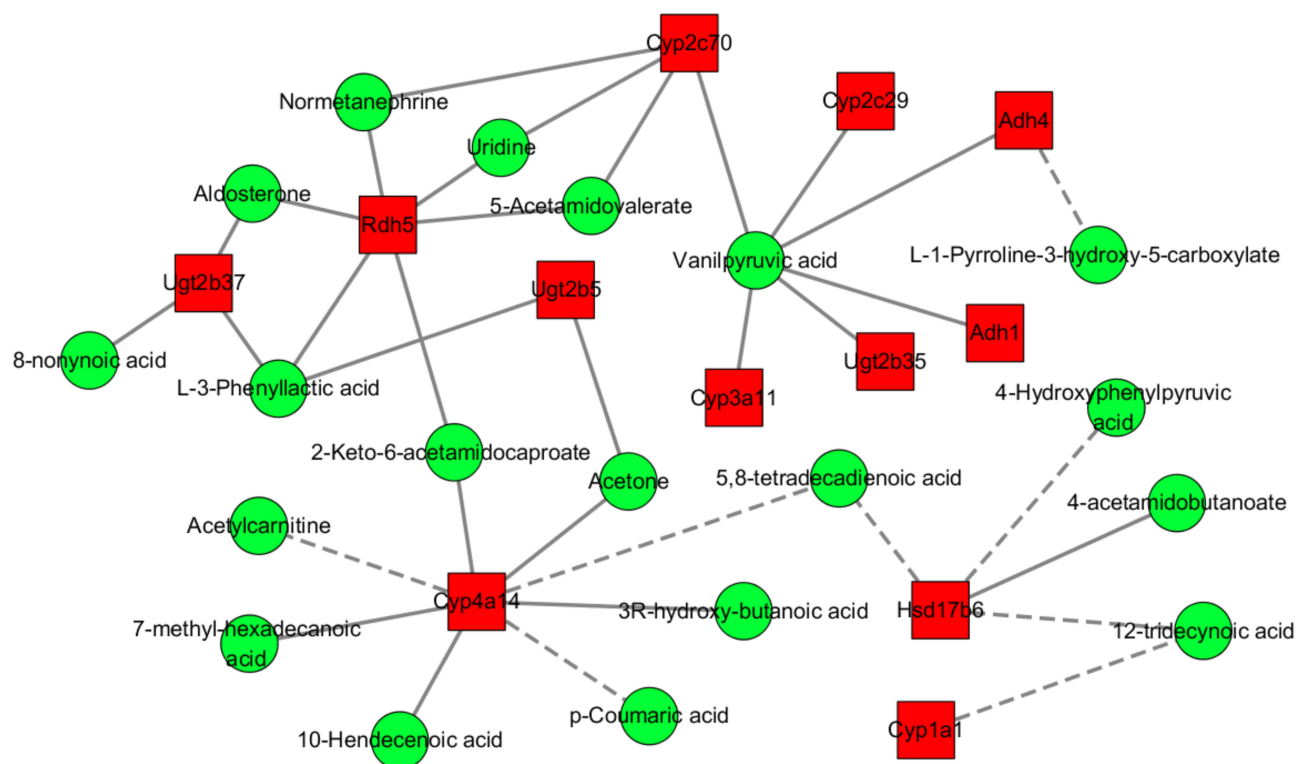 Cyp2c70
Normetanephrine
Cyp2c29
Adh4
Uridine
Aldosterone
5-Acetamidovalerate
Rdh5
Vanilpyruvic acid
L-1-Pyrroline-3-hydroxy-5-carboxylate
Ugt2b37
Ugt2b5
Adh1
8-nonynoic acid
Ugt2b35
L-3-Phenyllactic acid
Cyp3a11
4-Hydroxyphenylpyruvic
acid
2-Keto-6-acetamidocaproate
Acetone
5,8-tetradecadienoic acid
4-acetamidobutanoate
Acetylcarnitine
Cyp4a14
3R-hydroxy-butanoic acid
Hsd17b6
7-methyl-hexadecanoic
acid
12-tridecynoic acid
p-Coumaric acid
Cyp1a1
10-Hendecenoic acid